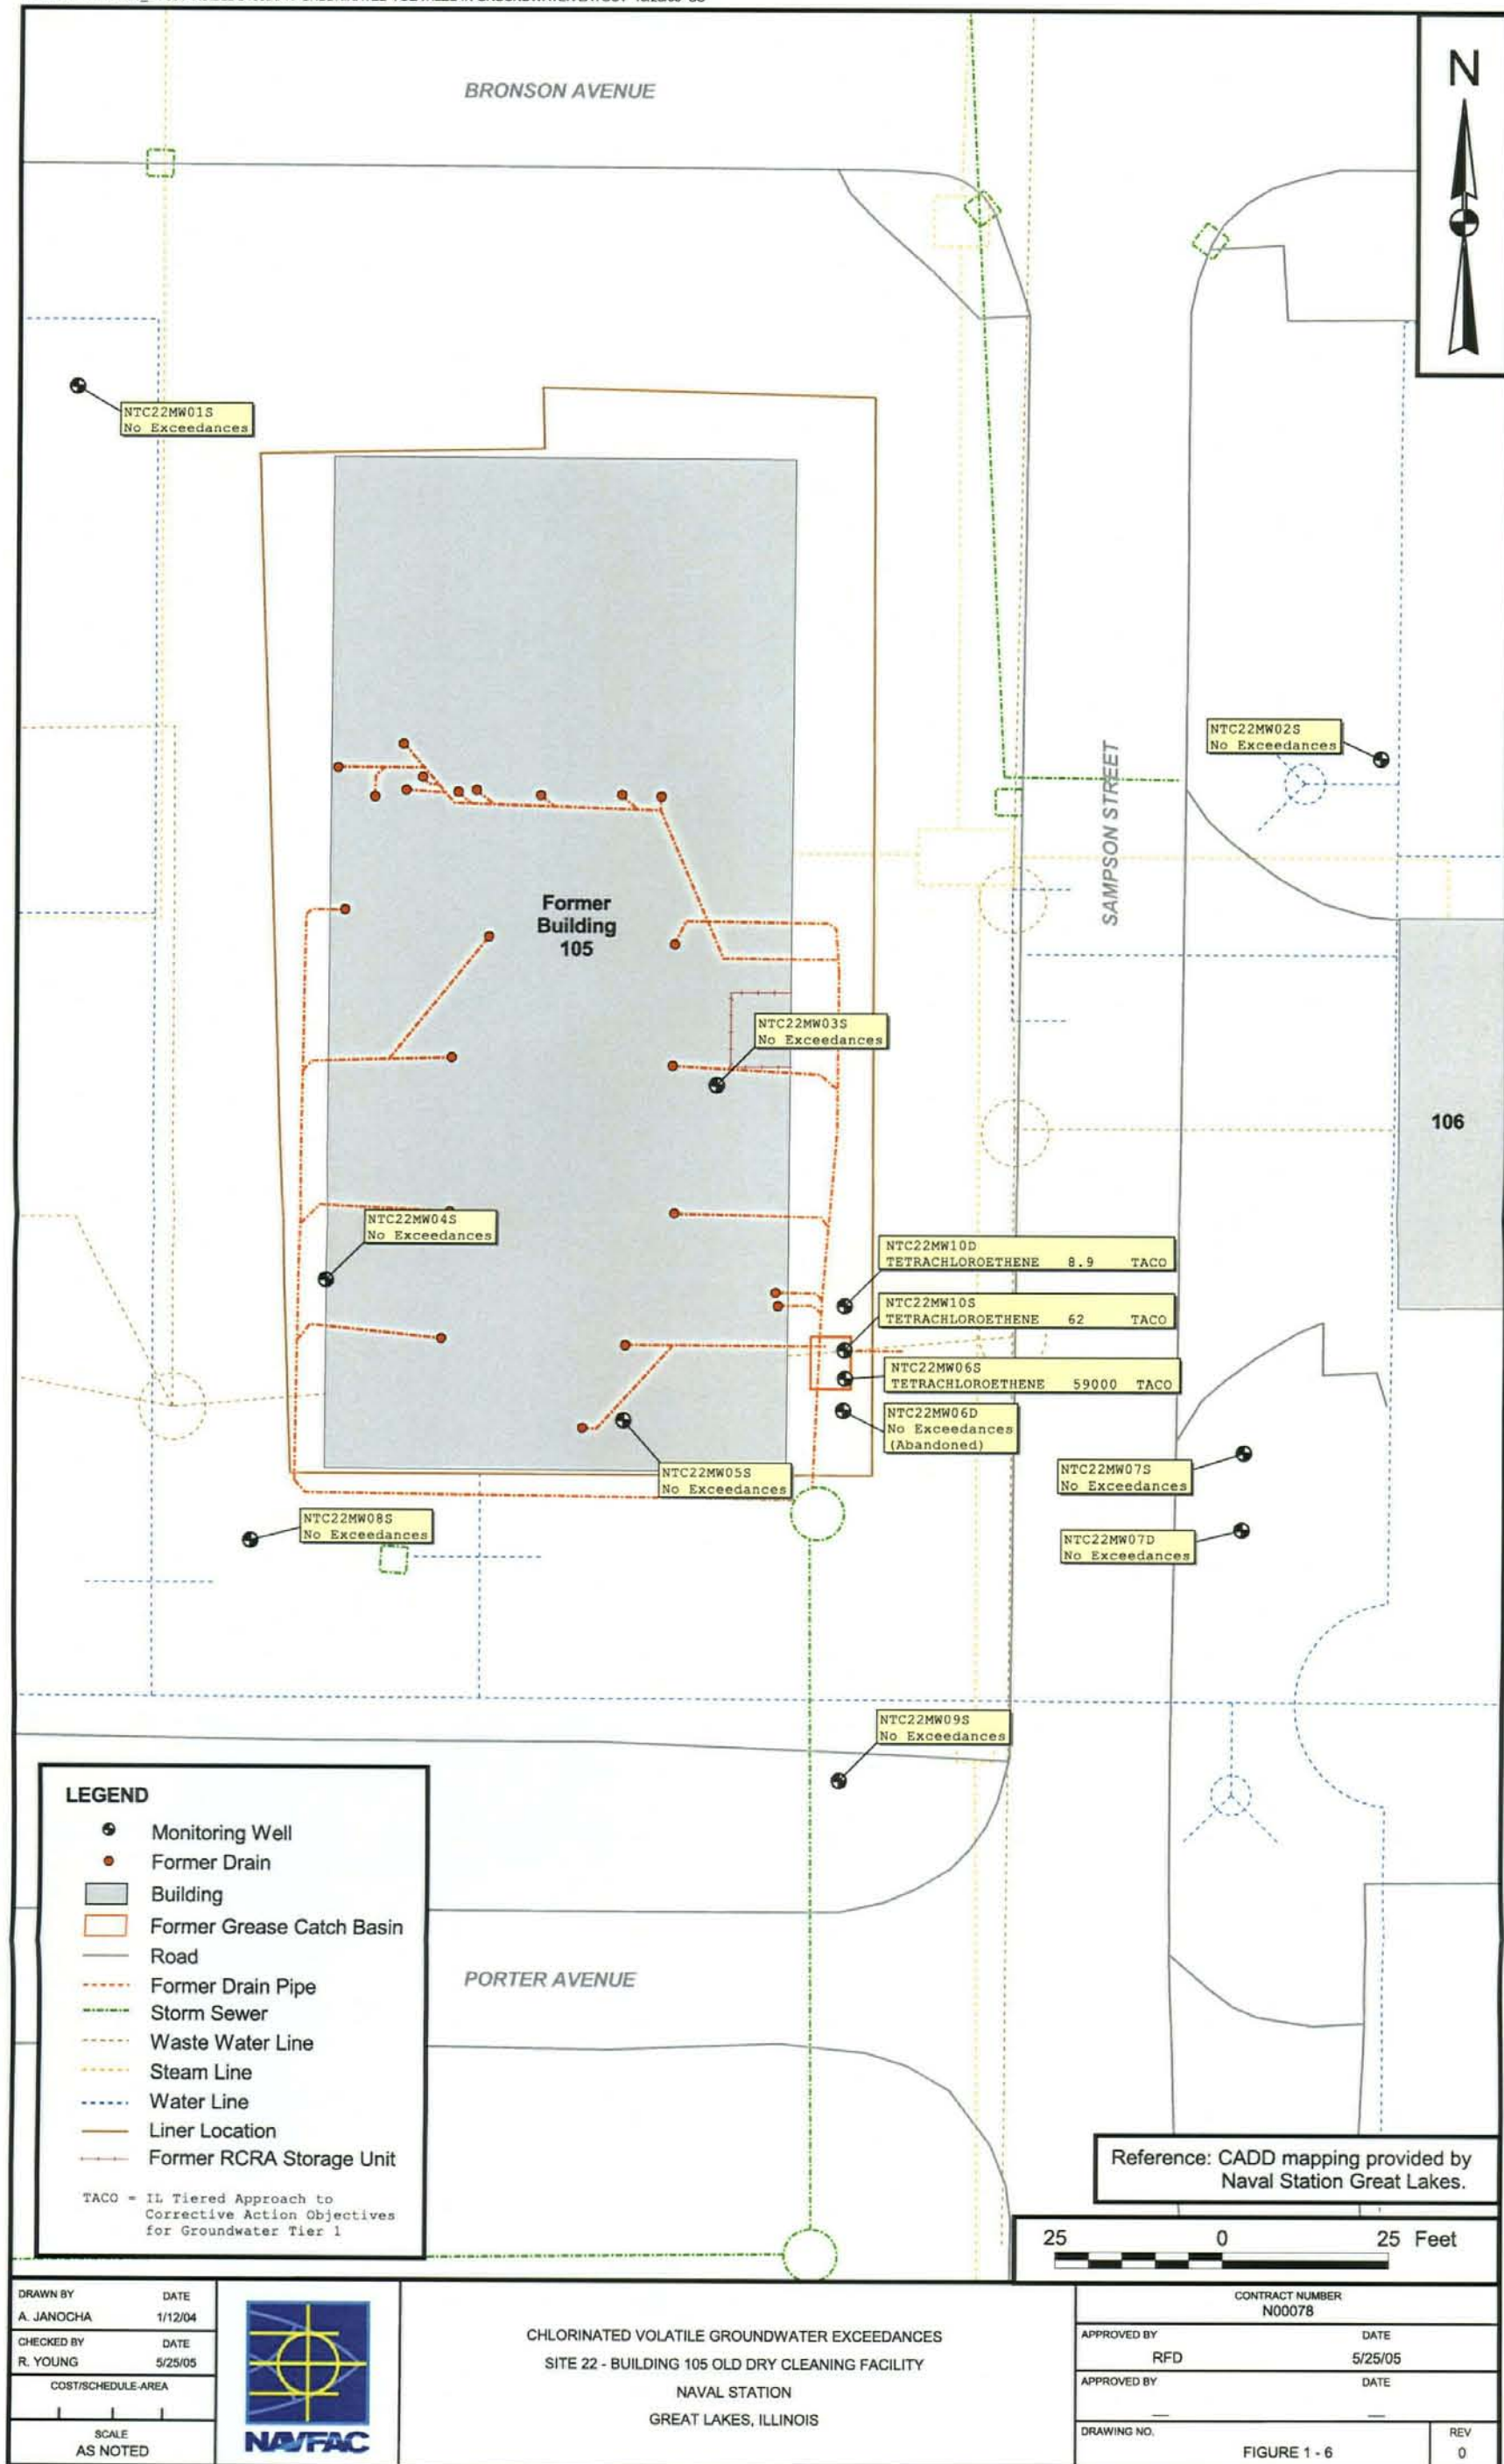 BRONSON AVENUE
N
NTC22MW01S
No Exceedances
NTC22MW02S
No Exceedances
SAMPSON STREET
Former
Building
105
NTC22MW03S
No Exceedances
106
NTC22MW04S
No Exceedances
NTC22MW10D
TETRACHLOROETHENE 8.9 TACO
NTC22MW10S
TETRACHLOROETHENE 62 TACO
NTC22MW06S
TETRACHLOROETHENE 59000 TACO
NTC22MW06D
No Exceedances
(Abandoned)
NTC22MW05S
No Exceedances
NTC22MW07S
No Exceedances
NTC22MW08S
No Exceedances
NTC22MW07D
No Exceedances
NTC22MW09S
No Exceedances
LEGEND
Monitoring Well
Former Drain
Building
Former Grease Catch Basin
Road
Former Drain Pipe
Storm Sewer
Waste Water Line
Steam Line
Water Line
Liner Location
Former RCRA Storage Unit
TACO = IL Tiered Approach to
Corrective Action Objectives
for Groundwater Tier 1
PORTER AVENUE
Reference: CADD mapping provided by
Naval Station Great Lakes.
25 0 25 Feet
DRAWN BY DATE
A. JANOCHA 1/12/04
CHECKED BY DATE
R. YOUNG 5/25/05
COST/SCHEDULE-AREA
SCALE
AS NOTED
NAVFAC
CHLORINATED VOLATILE GROUNDWATER EXCEEDANCES
SITE 22 - BUILDING 105 OLD DRY CLEANING FACILITY
NAVAL STATION
GREAT LAKES, ILLINOIS
CONTRACT NUMBER
N00078
APPROVED BY DATE
RFD 5/25/05
APPROVED BY DATE
— —
DRAWING NO. REV
FIGURE 1 - 6 0